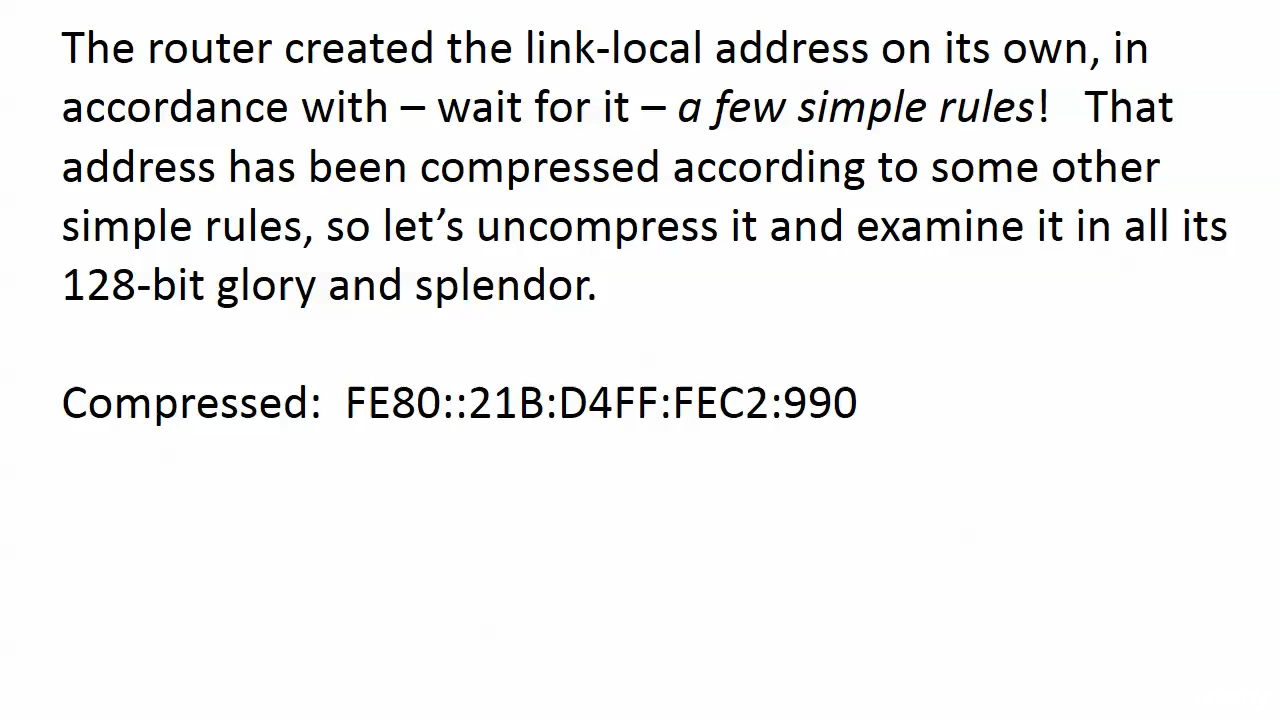 The router created the link-local address on its own, in
accordance with – wait for it – a few simple rules! That
address has been compressed according to some other
simple rules, so let’s uncompress it and examine it in all its
128-bit glory and splendor.
Compressed: FE80::21B:D4FF:FEC2:990